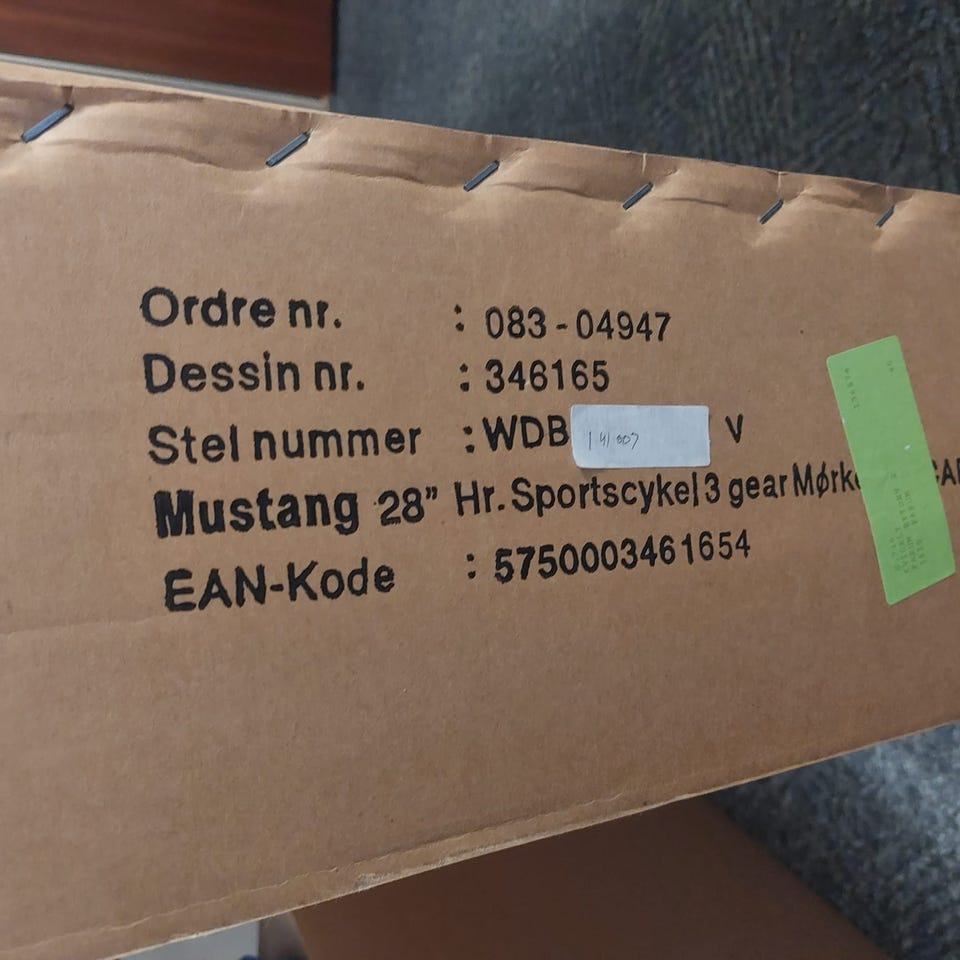 Ordre nr. : 083-04947
Dessin nr. : 346165
Stel nummer : WDB 141007 V
Mustang 28" Hr. Sportscykel 3 gear
EAN-Kode : 5750003461654